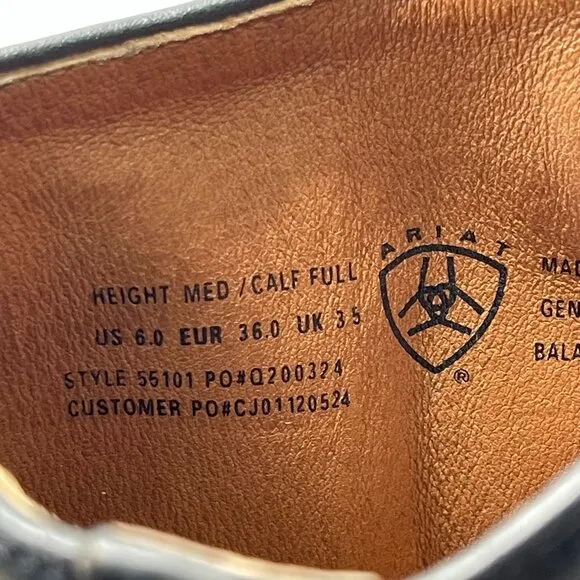 HEIGHT MED / CALF FULL
US 6.0 EUR 36.0 UK 3.5
STYLE 55101 PO#Q200324
CUSTOMER PO#CJ01120524
ARIAT
®
MAD
GEN
BALA